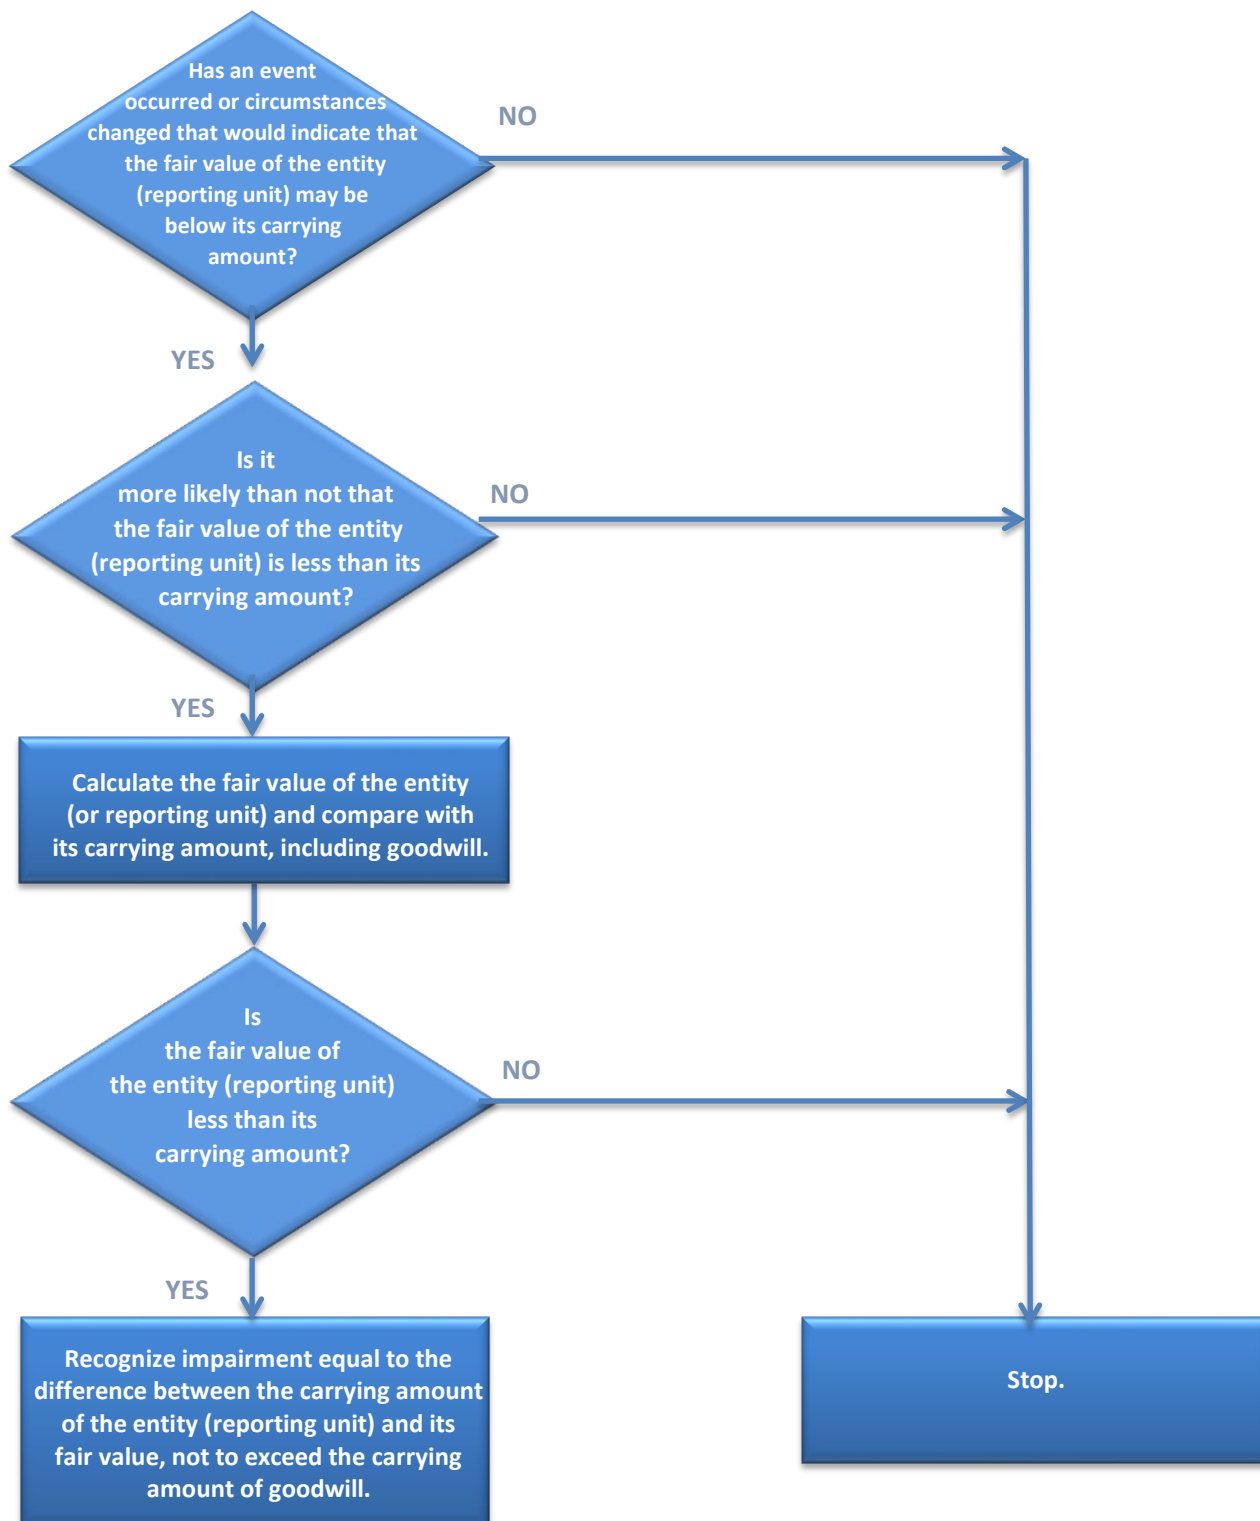 Has an event
occurred or circumstances
changed that would indicate that
the fair value of the entity
(reporting unit) may be
below its carrying
amount?
NO
YES
Is it
more likely than not that
the fair value of the entity
(reporting unit) is less than its
carrying amount?
NO
YES
Calculate the fair value of the entity
(or reporting unit) and compare with
its carrying amount, including goodwill.
Is
the fair value of
the entity (reporting unit)
less than its
carrying amount?
NO
YES
Recognize impairment equal to the
difference between the carrying amount
of the entity (reporting unit) and its
fair value, not to exceed the carrying
amount of goodwill.
Stop.